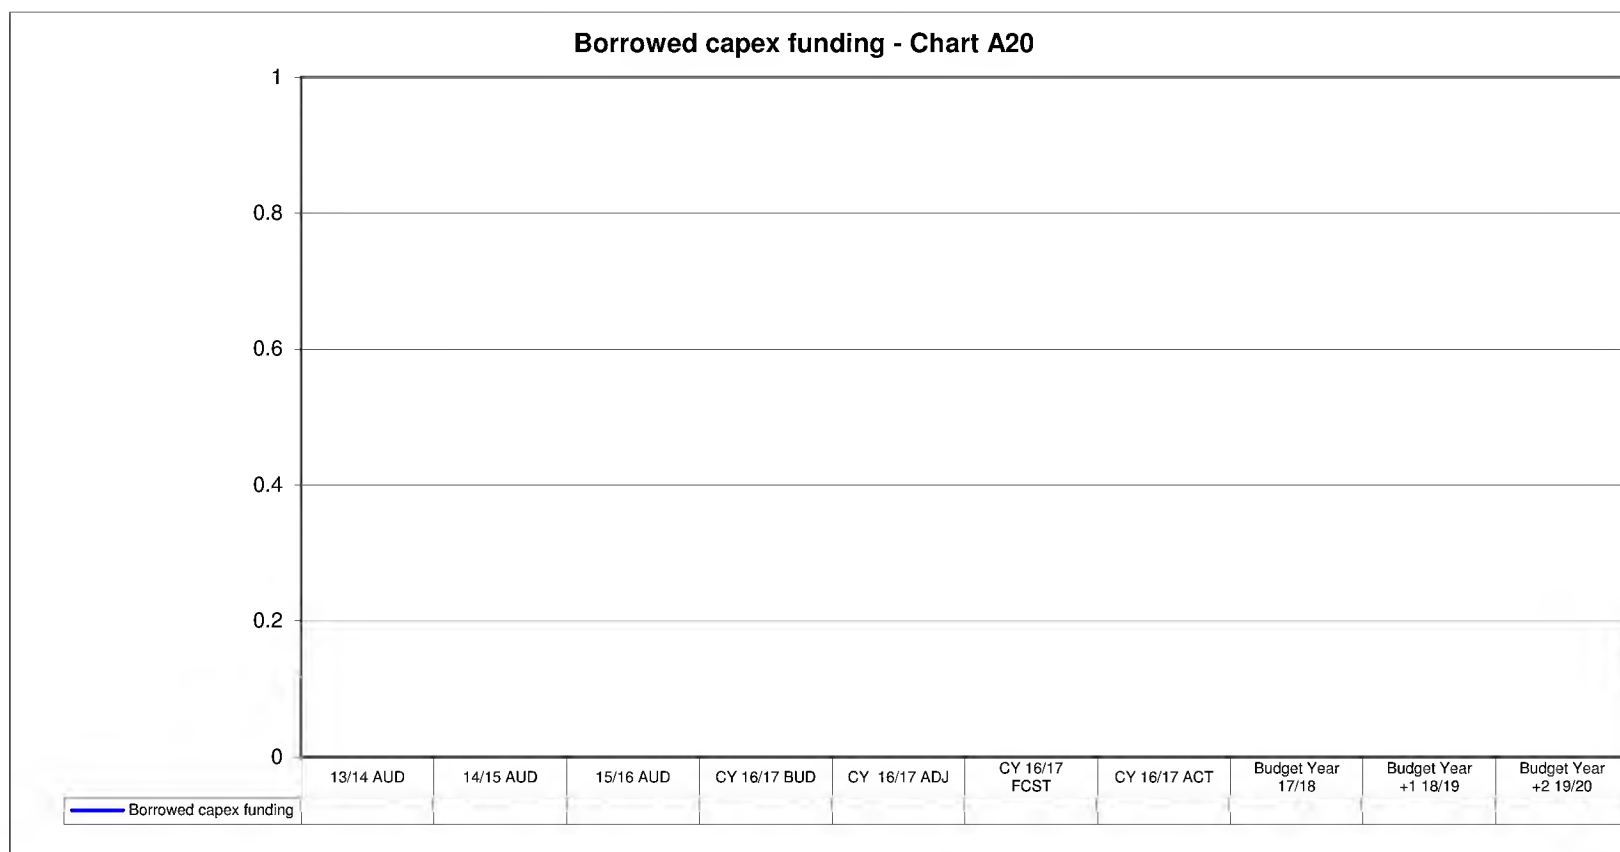 Borrowed capex funding - Chart A20
1
0.8
0.6
0.4
0.2
0
13/14 AUD
14/15 AUD
15/16 AUD
CY 16/17 BUD
CY 16/17 ADJ
CY 16/17
FCST
CY 16/17 ACT
Budget Year
17/18
Budget Year
+1 18/19
Budget Year
+2 19/20
Borrowed capex funding